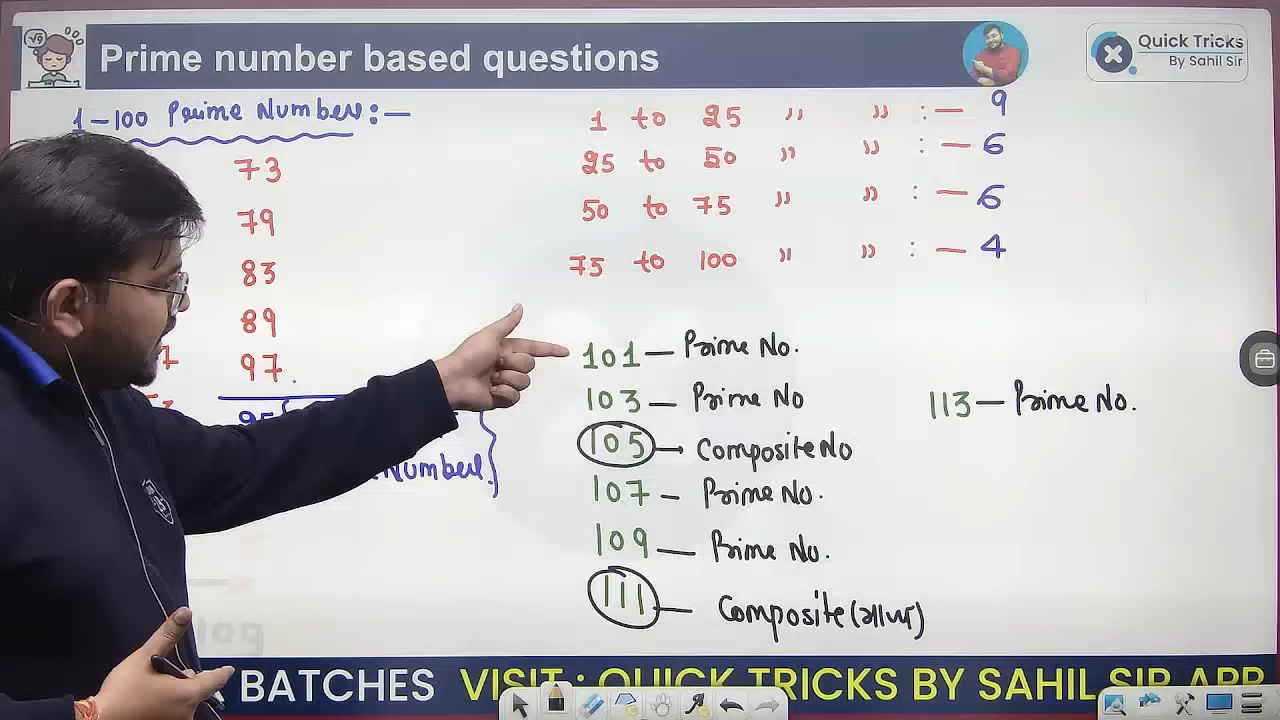 √9
Prime number based questions
Quick Tricks
By Sahil Sir
1-100 Prime Number:-
73
79
83
89
97.
Number.
1 to 25 " " :- 9
25 to 50 " " :- 6
50 to 75 " " :- 6
75 to 100 " " :- 4
101 - Prime No.
103 - Prime No
105 - Composite No
107 - Prime No.
109 - Prime No.
111 - Composite
113 - Prime No.
BATCHES VISIT : QUICK TRICKS BY SAHIL SIR APP